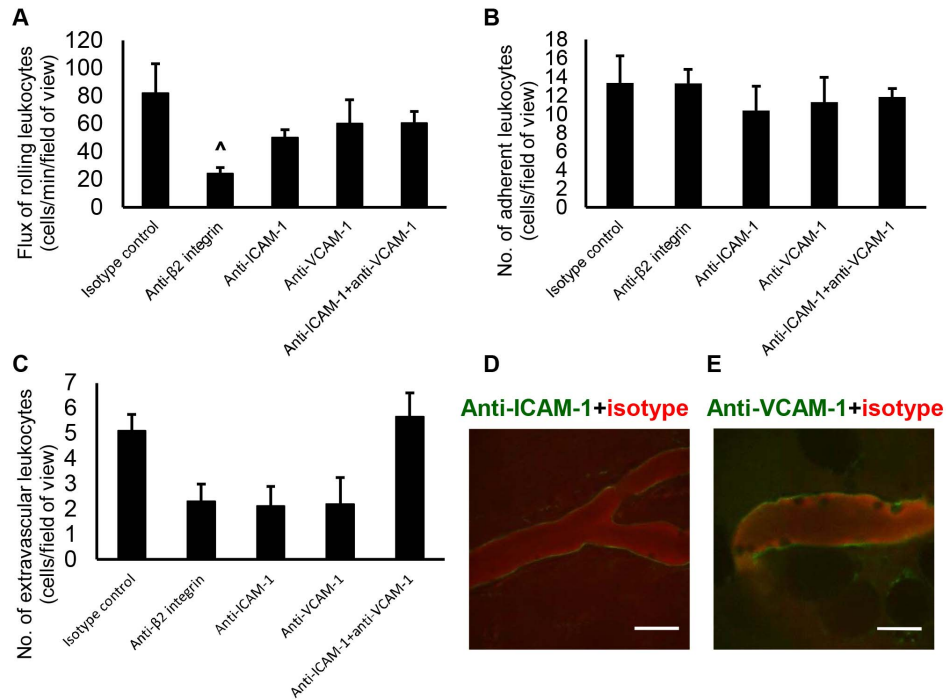 A
Flux of rolling leukocytes
(cells/min/field of view)
120
100
80
60
40
20
0
^
Isotype control
Anti-β2 integrin
Anti-ICAM-1
Anti-VCAM-1
Anti-ICAM-1+anti-VCAM-1
B
No. of adherent leukocytes
(cells/field of view)
18
16
14
12
10
8
6
4
2
0
Isotype control
Anti-β2 integrin
Anti-ICAM-1
Anti-VCAM-1
Anti-ICAM-1+anti-VCAM-1
C
No. of extravascular leukocytes
(cells/field of view)
7
6
5
4
3
2
1
0
Isotype control
Anti-β2 integrin
Anti-ICAM-1
Anti-VCAM-1
Anti-ICAM-1+anti-VCAM-1
D
Anti-ICAM-1+isotype
E
Anti-VCAM-1+isotype